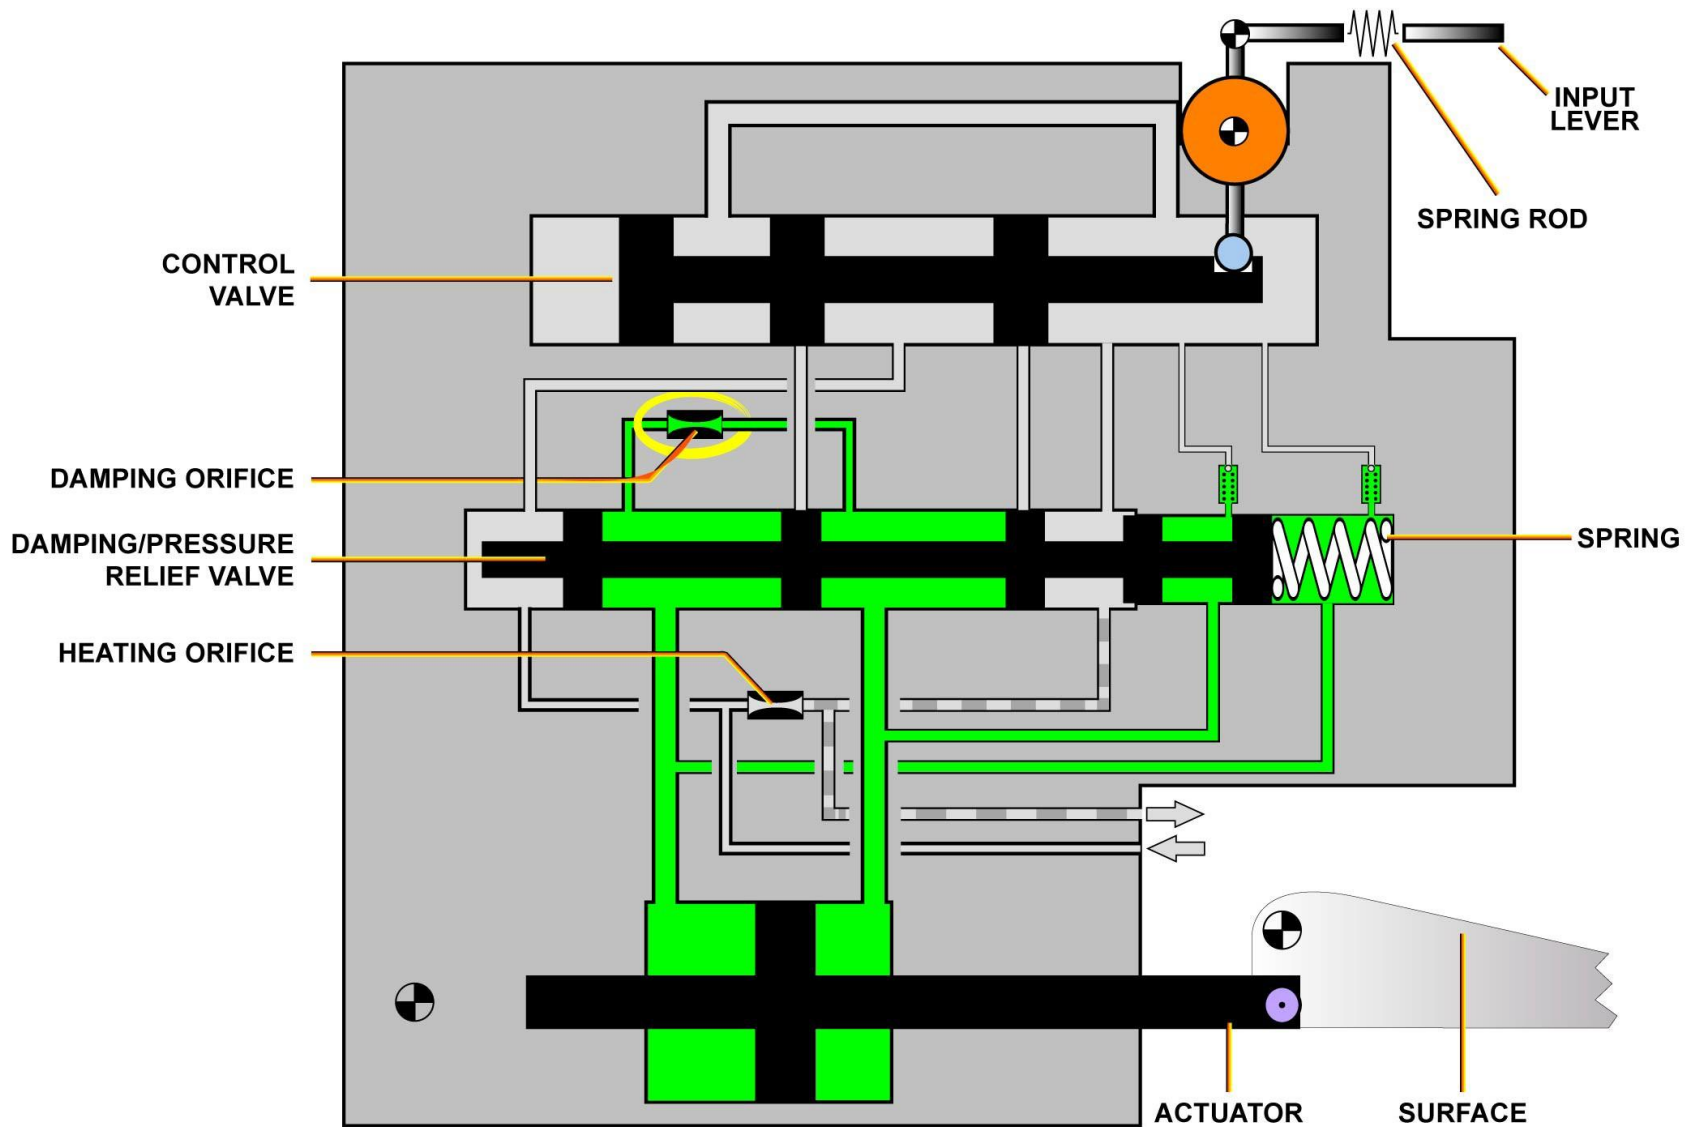 INPUT
LEVER
SPRING ROD
CONTROL
VALVE
DAMPING ORIFICE
DAMPING/PRESSURE
RELIEF VALVE
SPRING
HEATING ORIFICE
ACTUATOR
SURFACE